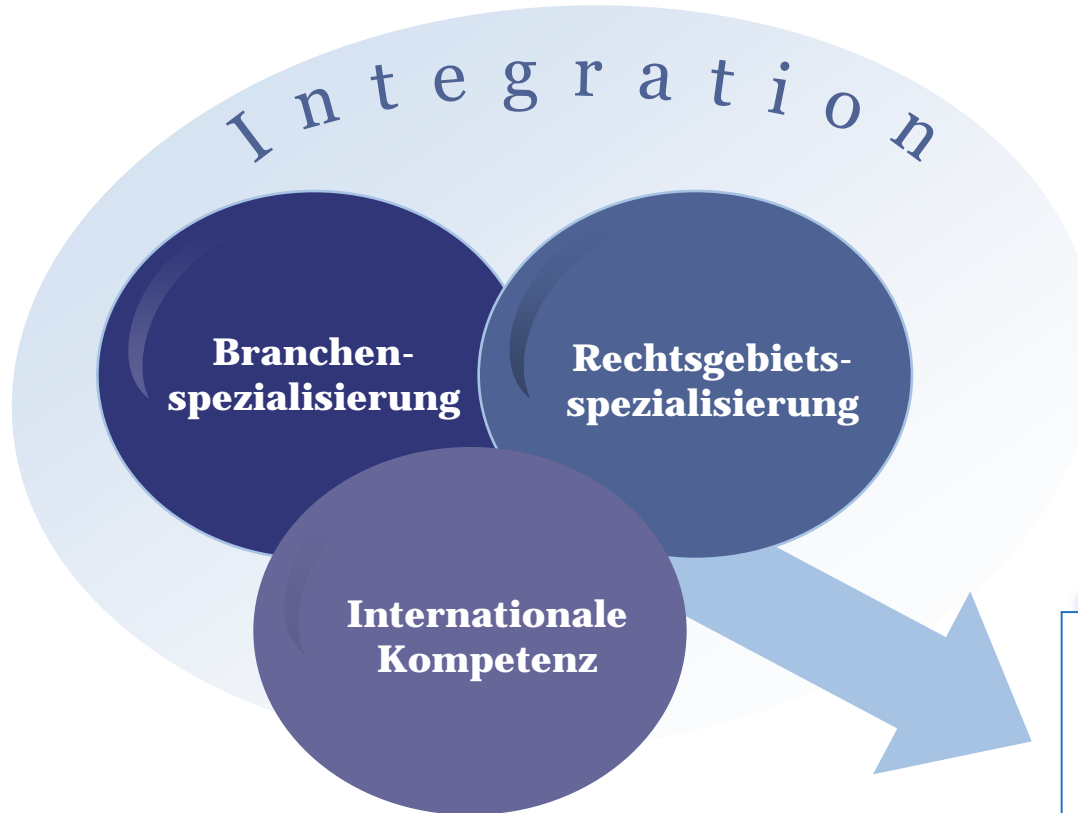 Integration
Branchen-
spezialisierung
Rechtsgebiets-
spezialisierung
Internationale
Kompetenz